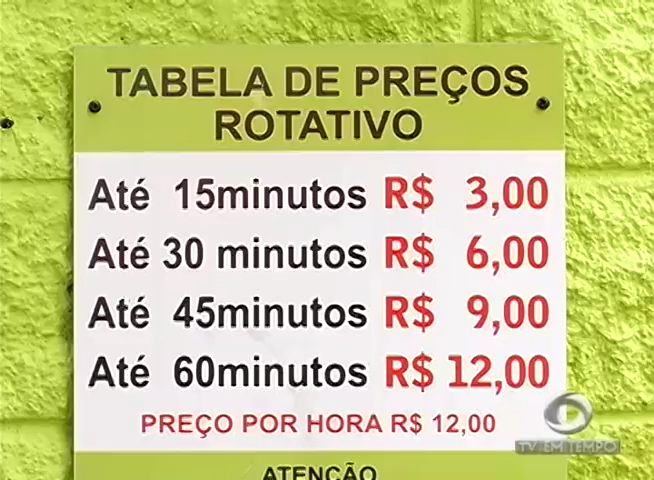 TABELA DE PREÇOS
ROTATIVO
Até 15minutos R$ 3,00
Até 30 minutos R$ 6,00
Até 45minutos R$ 9,00
Até 60minutos R$ 12,00
PREÇO POR HORA R$ 12,00
TV EM TEMPO
ATENÇÃO